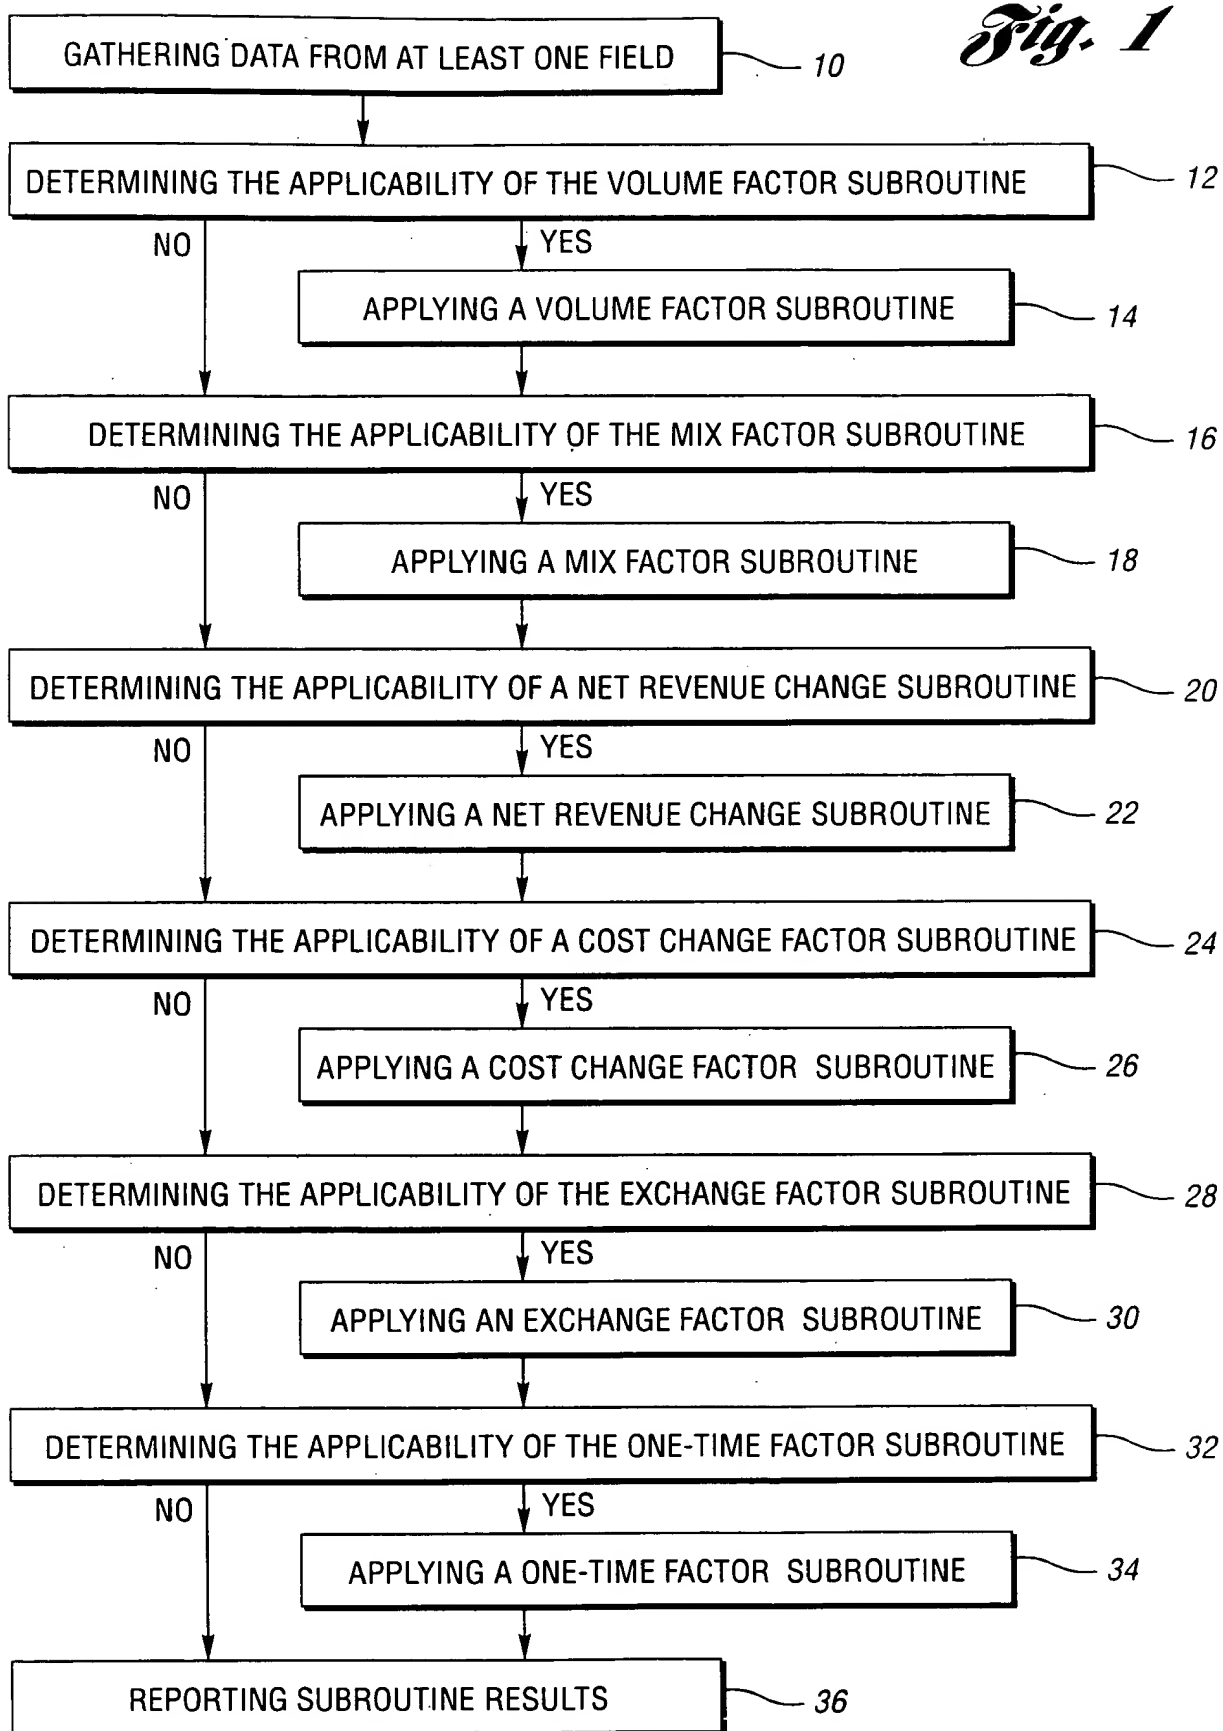 Fig. 1
GATHERING DATA FROM AT LEAST ONE FIELD
10
DETERMINING THE APPLICABILITY OF THE VOLUME FACTOR SUBROUTINE
12
NO
YES
APPLYING A VOLUME FACTOR SUBROUTINE
14
DETERMINING THE APPLICABILITY OF THE MIX FACTOR SUBROUTINE
16
NO
YES
APPLYING A MIX FACTOR SUBROUTINE
18
DETERMINING THE APPLICABILITY OF A NET REVENUE CHANGE SUBROUTINE
20
NO
YES
APPLYING A NET REVENUE CHANGE SUBROUTINE
22
DETERMINING THE APPLICABILITY OF A COST CHANGE FACTOR SUBROUTINE
24
NO
YES
APPLYING A COST CHANGE FACTOR SUBROUTINE
26
DETERMINING THE APPLICABILITY OF THE EXCHANGE FACTOR SUBROUTINE
28
NO
YES
APPLYING AN EXCHANGE FACTOR SUBROUTINE
30
DETERMINING THE APPLICABILITY OF THE ONE-TIME FACTOR SUBROUTINE
32
NO
YES
APPLYING A ONE-TIME FACTOR SUBROUTINE
34
REPORTING SUBROUTINE RESULTS
36